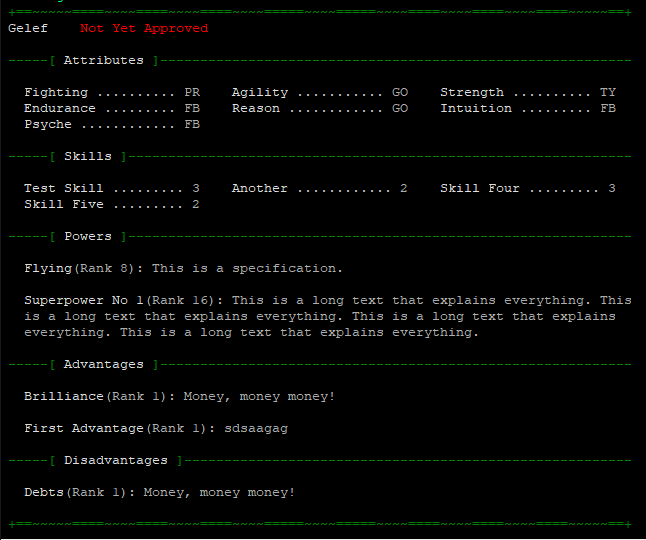 +==~~~~~====~~~~====~~~~====~~~~====~~~~====~~~~====~~~~====~~~~====~~~~~==+
Gelef    Not Yet Approved
-----[ Attributes ]-----------------------------------------------------------
Fighting .......... PR    Agility ........... GO    Strength .......... TY
Endurance ......... FB    Reason ............ GO    Intuition ......... FB
Psyche ............ FB
-----[ Skills ]---------------------------------------------------------------
Test Skill ......... 3    Another ............ 2    Skill Four ......... 3
Skill Five ......... 2
-----[ Powers ]---------------------------------------------------------------
Flying(Rank 8): This is a specification.
Superpower No 1(Rank 16): This is a long text that explains everything. This
is a long text that explains everything. This is a long text that explains
everything. This is a long text that explains everything.
-----[ Advantages ]-----------------------------------------------------------
Brilliance(Rank 1): Money, money money!
First Advantage(Rank 1): sdsaagag
-----[ Disadvantages ]--------------------------------------------------------
Debts(Rank 1): Money, money money!
+==~~~~~====~~~~====~~~~====~~~~====~~~~====~~~~====~~~~====~~~~====~~~~~==+